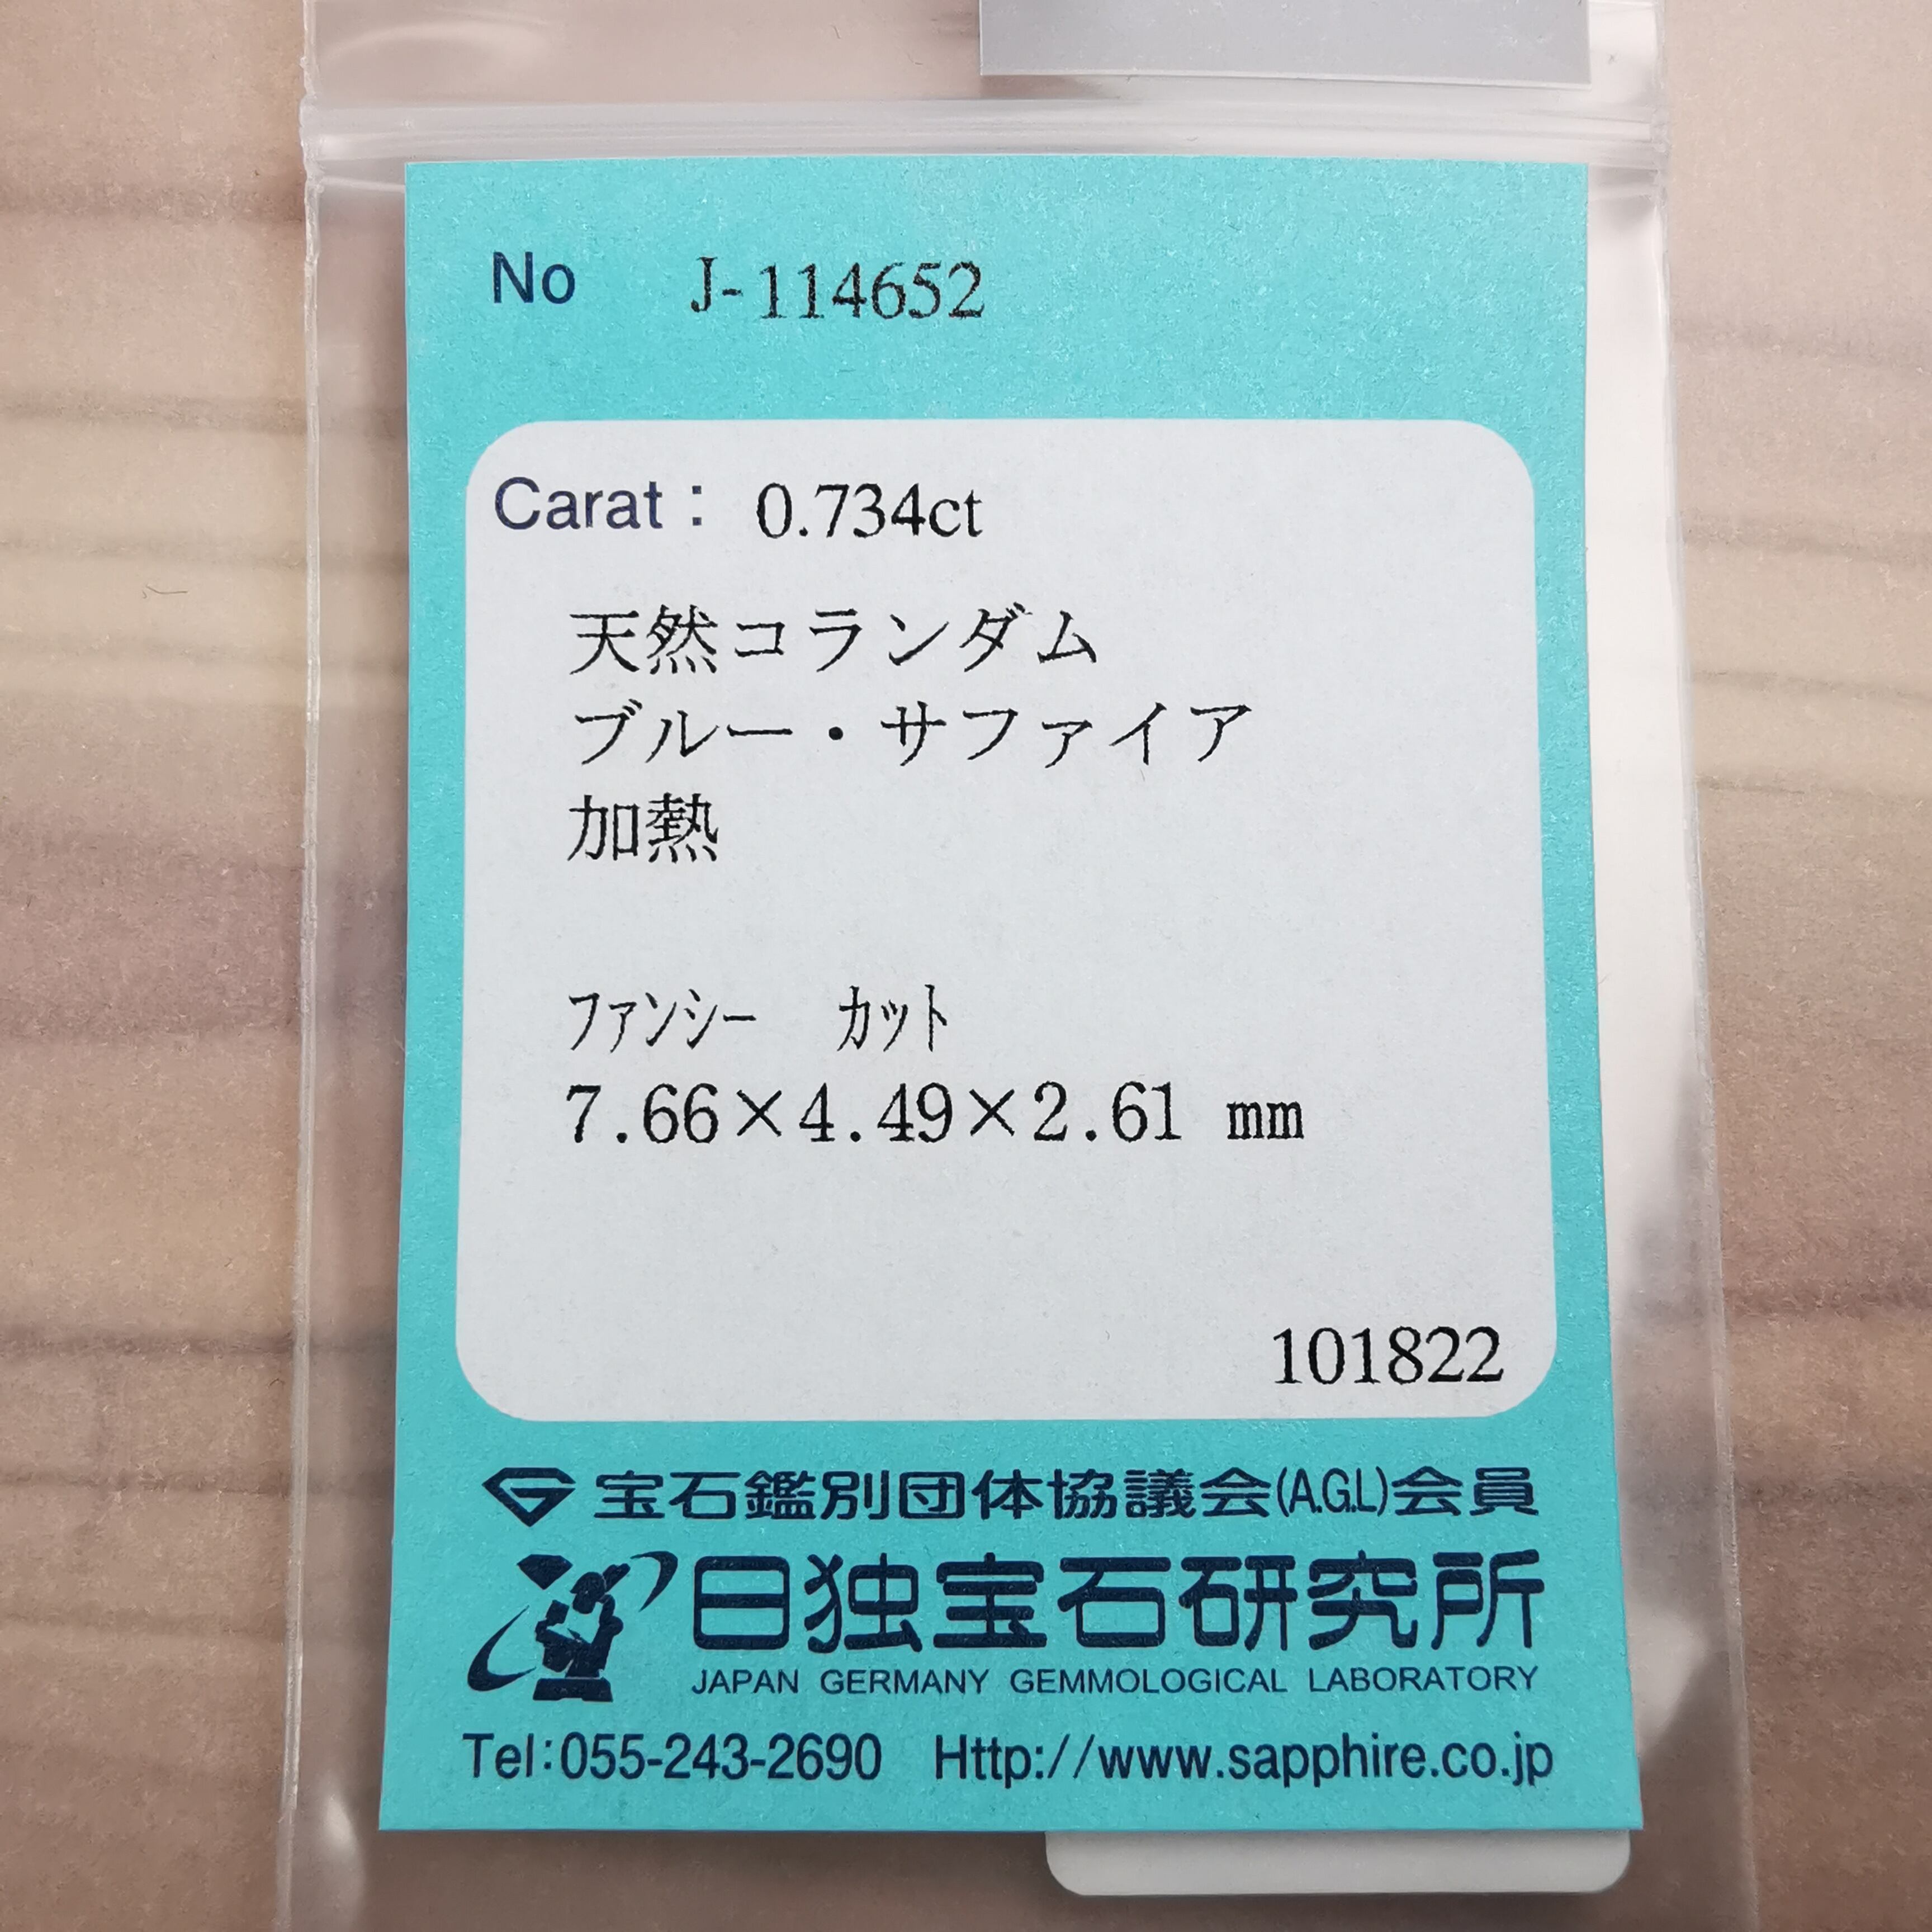 No J-114652
Carat： 0.734ct
天然コランダム
ブルー・サファイア
加熱
ファンシー カット
7.66×4.49×2.61 mm
101822
宝石鑑別団体協議会(A.G.L)会員
日独宝石研究所
JAPAN GERMANY GEMMOLOGICAL LABORATORY
Tel:055-243-2690 Http://www.sapphire.co.jp